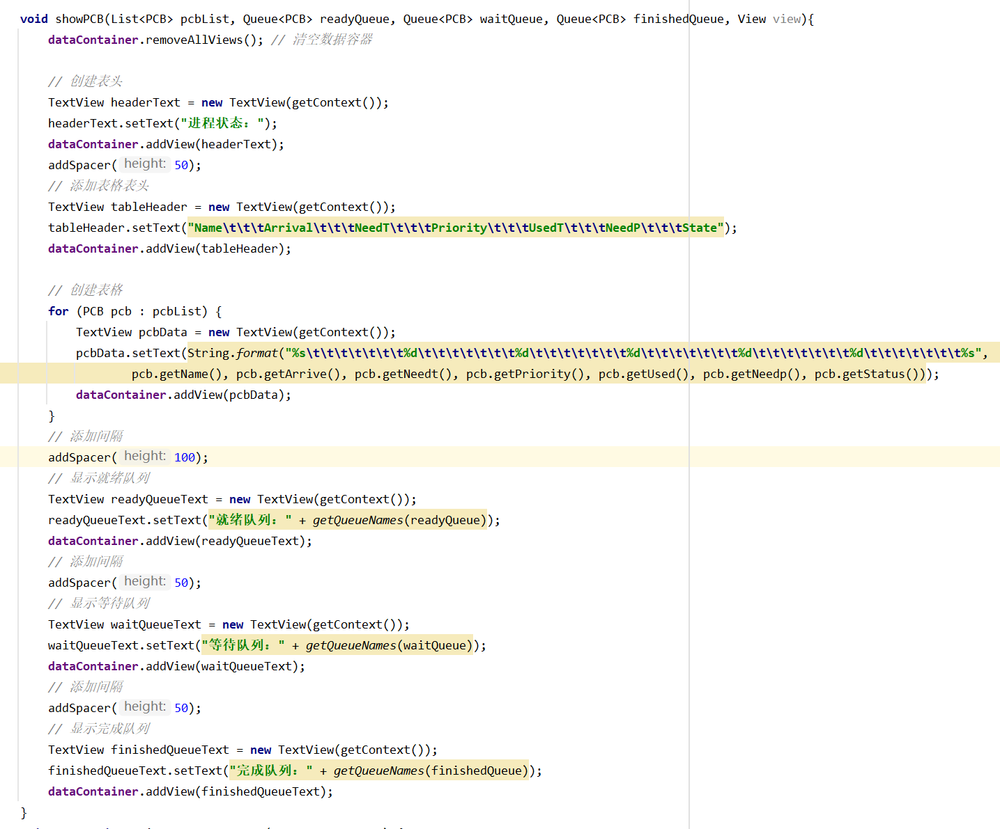 void showPCB(List<PCB> pcbList, Queue<PCB> readyQueue, Queue<PCB> waitQueue, Queue<PCB> finishedQueue, View view){
    dataContainer.removeAllViews(); // 清空数据容器

    // 创建表头
    TextView headerText = new TextView(getContext());
    headerText.setText("进程状态：");
    dataContainer.addView(headerText);
    addSpacer( height: 50);
    // 添加表格表头
    TextView tableHeader = new TextView(getContext());
    tableHeader.setText("Name\t\t\tArrival\t\t\tNeedT\t\t\tPriority\t\t\tUsedT\t\t\tNeedP\t\t\tState");
    dataContainer.addView(tableHeader);

    // 创建表格
    for (PCB pcb : pcbList) {
        TextView pcbData = new TextView(getContext());
        pcbData.setText(String.format("%s\t\t\t\t\t\t\t%d\t\t\t\t\t\t\t%d\t\t\t\t\t\t\t%d\t\t\t\t\t\t\t%d\t\t\t\t\t\t\t%d\t\t\t\t\t\t\t%s",
                pcb.getName(), pcb.getArrive(), pcb.getNeedt(), pcb.getPriority(), pcb.getUsed(), pcb.getNeedp(), pcb.getStatus()));
        dataContainer.addView(pcbData);
    }
    // 添加间隔
    addSpacer( height: 100);
    // 显示就绪队列
    TextView readyQueueText = new TextView(getContext());
    readyQueueText.setText("就绪队列：" + getQueueNames(readyQueue));
    dataContainer.addView(readyQueueText);
    // 添加间隔
    addSpacer( height: 50);
    // 显示等待队列
    TextView waitQueueText = new TextView(getContext());
    waitQueueText.setText("等待队列：" + getQueueNames(waitQueue));
    dataContainer.addView(waitQueueText);
    // 添加间隔
    addSpacer( height: 50);
    // 显示完成队列
    TextView finishedQueueText = new TextView(getContext());
    finishedQueueText.setText("完成队列：" + getQueueNames(finishedQueue));
    dataContainer.addView(finishedQueueText);
}